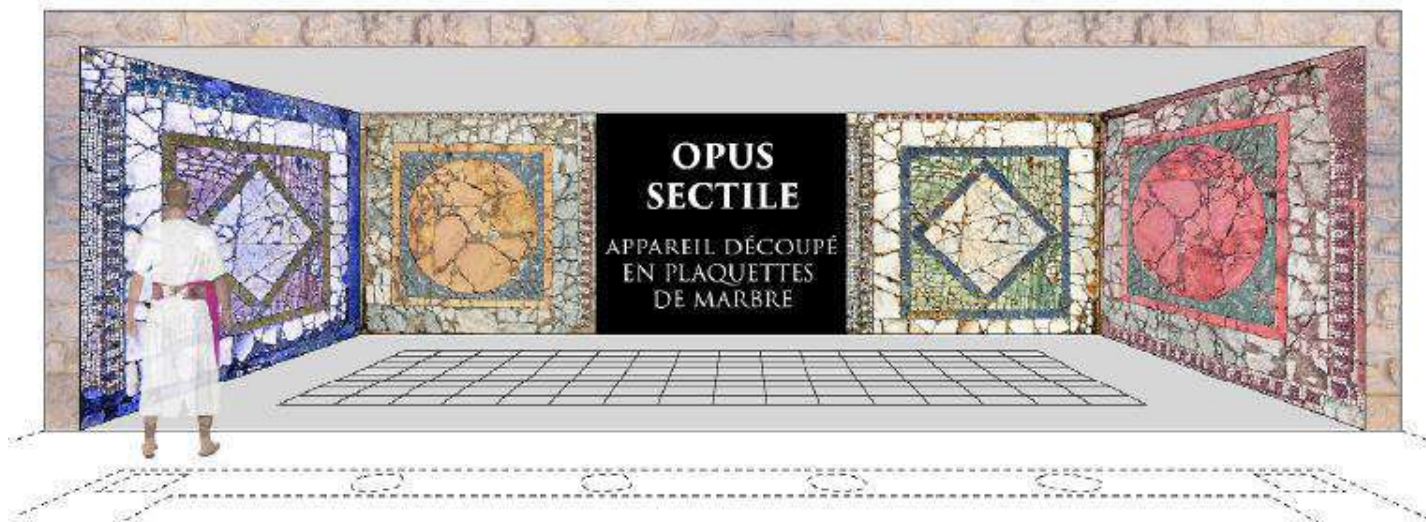 OPUS
SECTILE
APPAREIL DÉCOUPÉ
EN PLAQUETTES
DE MARBRE